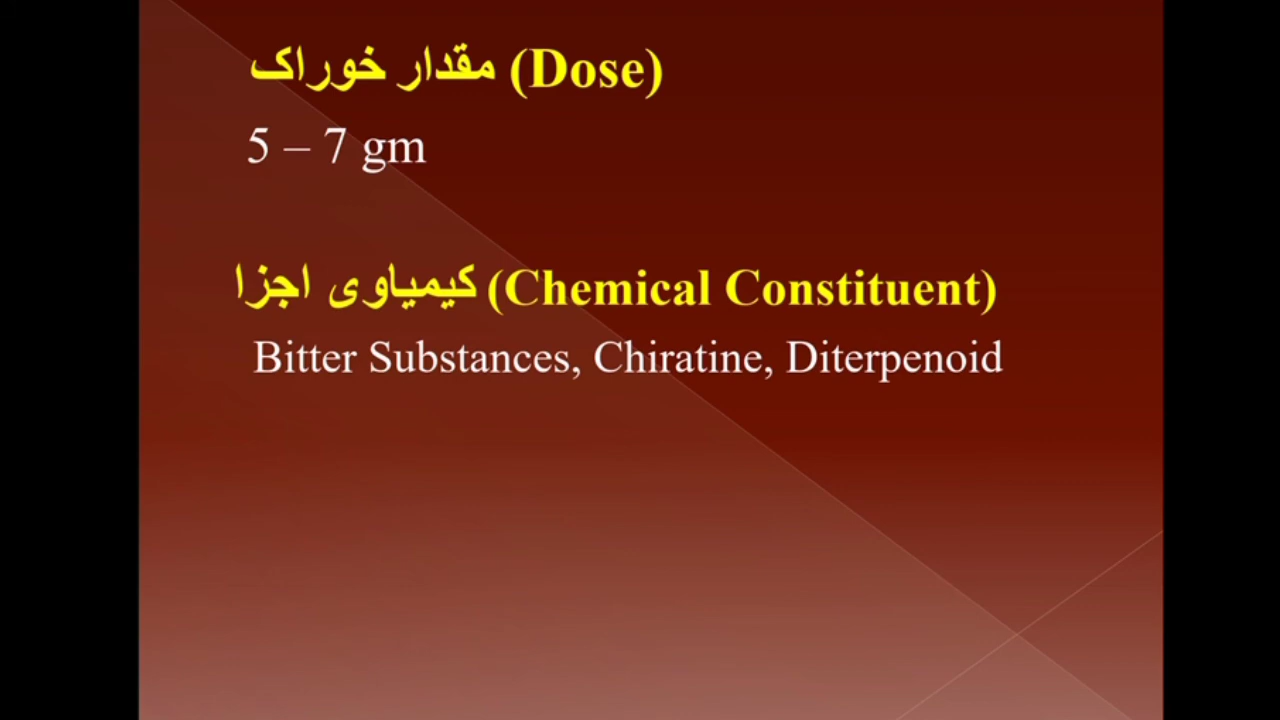 مقدار خوراک (Dose)
5 – 7 gm
کیمیاوی اجزا (Chemical Constituent)
Bitter Substances, Chiratine, Diterpenoid